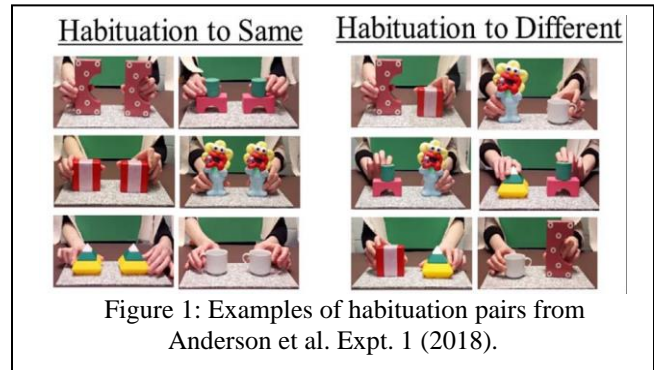 Habituation to Same
Habituation to Different
Figure 1: Examples of habituation pairs from
Anderson et al. Expt. 1 (2018).